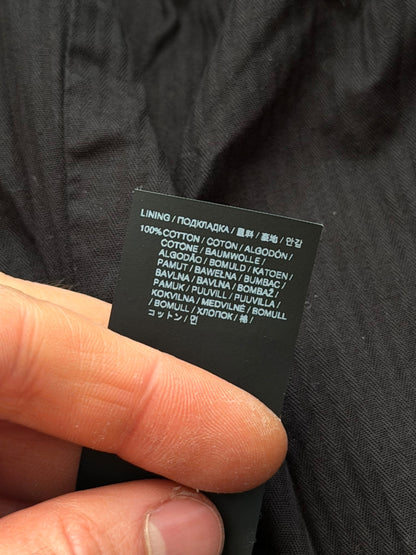 LINING / ПОДКЛАДКА / 里料 / 裏地 / 안감
100% COTTON / COTON / ALGODÓN /
COTONE / BAUMWOLLE /
ALGODÃO / BOMULD / KATOEN /
PAMUT / BAWEŁNA / BUMBAC /
BAVLNA / BAVLNA / BOMBAŽ /
PAMUK / PUUVILL / PUUVILLA /
KOKVILNA / MEDVILNĖ / BOMULL
/ BOMULL / ХЛОПОК / 棉 /
コットン / 면